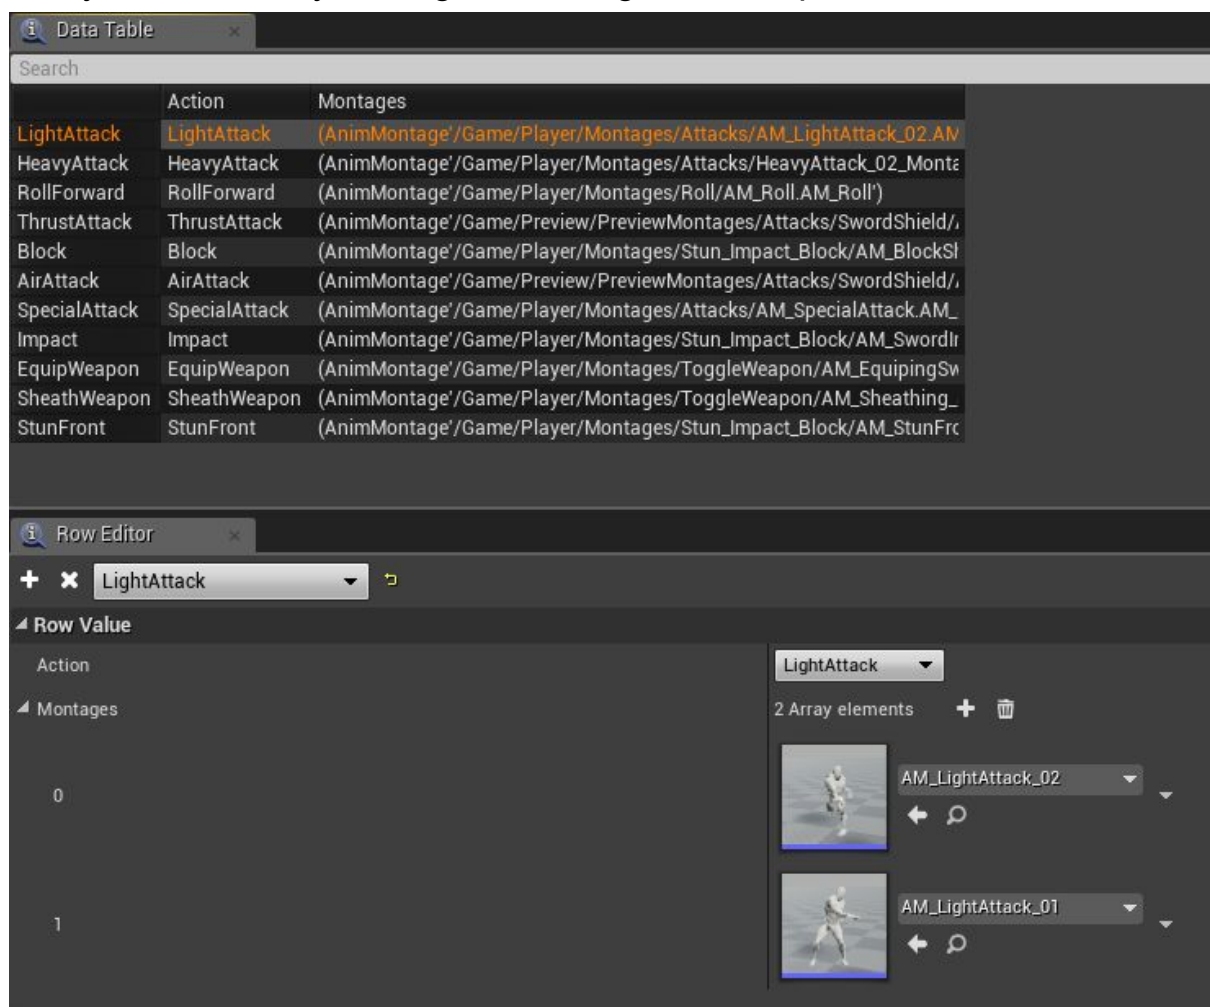 Data Table
Search
Action Montages
LightAttack LightAttack (AnimMontage'/Game/Player/Montages/Attacks/AM_LightAttack_02.AM
HeavyAttack HeavyAttack (AnimMontage'/Game/Player/Montages/Attacks/HeavyAttack_02_Monta
RollForward RollForward (AnimMontage'/Game/Player/Montages/Roll/AM_Roll.AM_Roll')
ThrustAttack ThrustAttack (AnimMontage'/Game/Preview/PreviewMontages/Attacks/SwordShield/
Block Block (AnimMontage'/Game/Player/Montages/Stun_Impact_Block/AM_BlockSh
AirAttack AirAttack (AnimMontage'/Game/Preview/PreviewMontages/Attacks/SwordShield/
SpecialAttack SpecialAttack (AnimMontage'/Game/Player/Montages/Attacks/AM_SpecialAttack.AM_
Impact Impact (AnimMontage'/Game/Player/Montages/Stun_Impact_Block/AM_SwordIr
EquipWeapon EquipWeapon (AnimMontage'/Game/Player/Montages/ToggleWeapon/AM_EquipingSw
SheathWeapon SheathWeapon (AnimMontage'/Game/Player/Montages/ToggleWeapon/AM_Sheathing_
StunFront StunFront (AnimMontage'/Game/Player/Montages/Stun_Impact_Block/AM_StunFrc
Row Editor
LightAttack
Row Value
Action LightAttack
Montages 2 Array elements
0 AM_LightAttack_02
1 AM_LightAttack_01